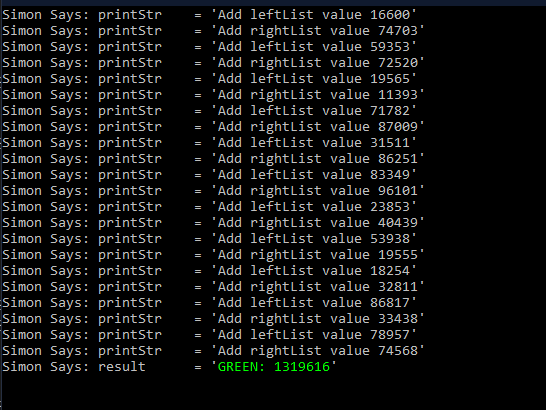 Simon Says: printStr    = 'Add leftList value 16600'
Simon Says: printStr    = 'Add rightList value 74703'
Simon Says: printStr    = 'Add leftList value 59353'
Simon Says: printStr    = 'Add rightList value 72520'
Simon Says: printStr    = 'Add leftList value 19565'
Simon Says: printStr    = 'Add rightList value 11393'
Simon Says: printStr    = 'Add leftList value 71782'
Simon Says: printStr    = 'Add rightList value 87009'
Simon Says: printStr    = 'Add leftList value 31511'
Simon Says: printStr    = 'Add rightList value 86251'
Simon Says: printStr    = 'Add leftList value 83349'
Simon Says: printStr    = 'Add rightList value 96101'
Simon Says: printStr    = 'Add leftList value 23853'
Simon Says: printStr    = 'Add rightList value 40439'
Simon Says: printStr    = 'Add leftList value 53938'
Simon Says: printStr    = 'Add rightList value 19555'
Simon Says: printStr    = 'Add leftList value 18254'
Simon Says: printStr    = 'Add rightList value 32811'
Simon Says: printStr    = 'Add leftList value 86817'
Simon Says: printStr    = 'Add rightList value 33438'
Simon Says: printStr    = 'Add leftList value 78957'
Simon Says: printStr    = 'Add rightList value 74568'
Simon Says: result      = 'GREEN: 1319616'